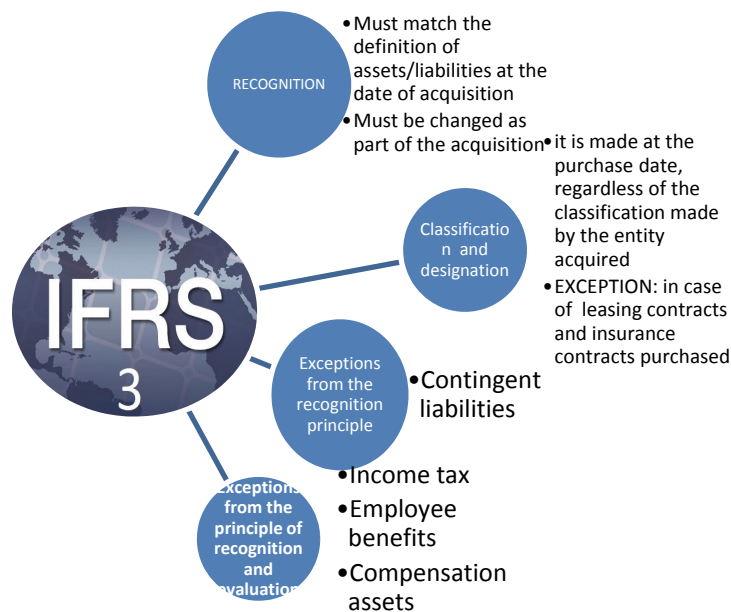 RECOGNITION
•Must match the
definition of
assets/liabilities at the
date of acquisition
•Must be changed as
part of the acquisition
Classificatio
n and
designation
•it is made at the
purchase date,
regardless of the
classification made
by the entity
acquired
•EXCEPTION: in case
of leasing contracts
and insurance
contracts purchased
IFRS
3
Exceptions
from the
recognition
principle
•Contingent
liabilities
Exceptions
from the
principle of
recognition
and
evaluation
•Income tax
•Employee
benefits
•Compensation
assets